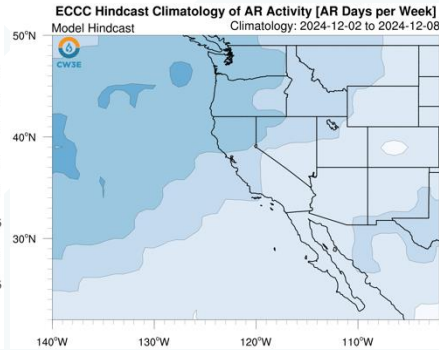 ECCC Hindcast Climatology of AR Activity [AR Days per Week]
Model Hindcast Climatology: 2024-12-02 to 2024-12-08
50°N
CW3E
40°N
30°N
140°W 130°W 120°W 110°W